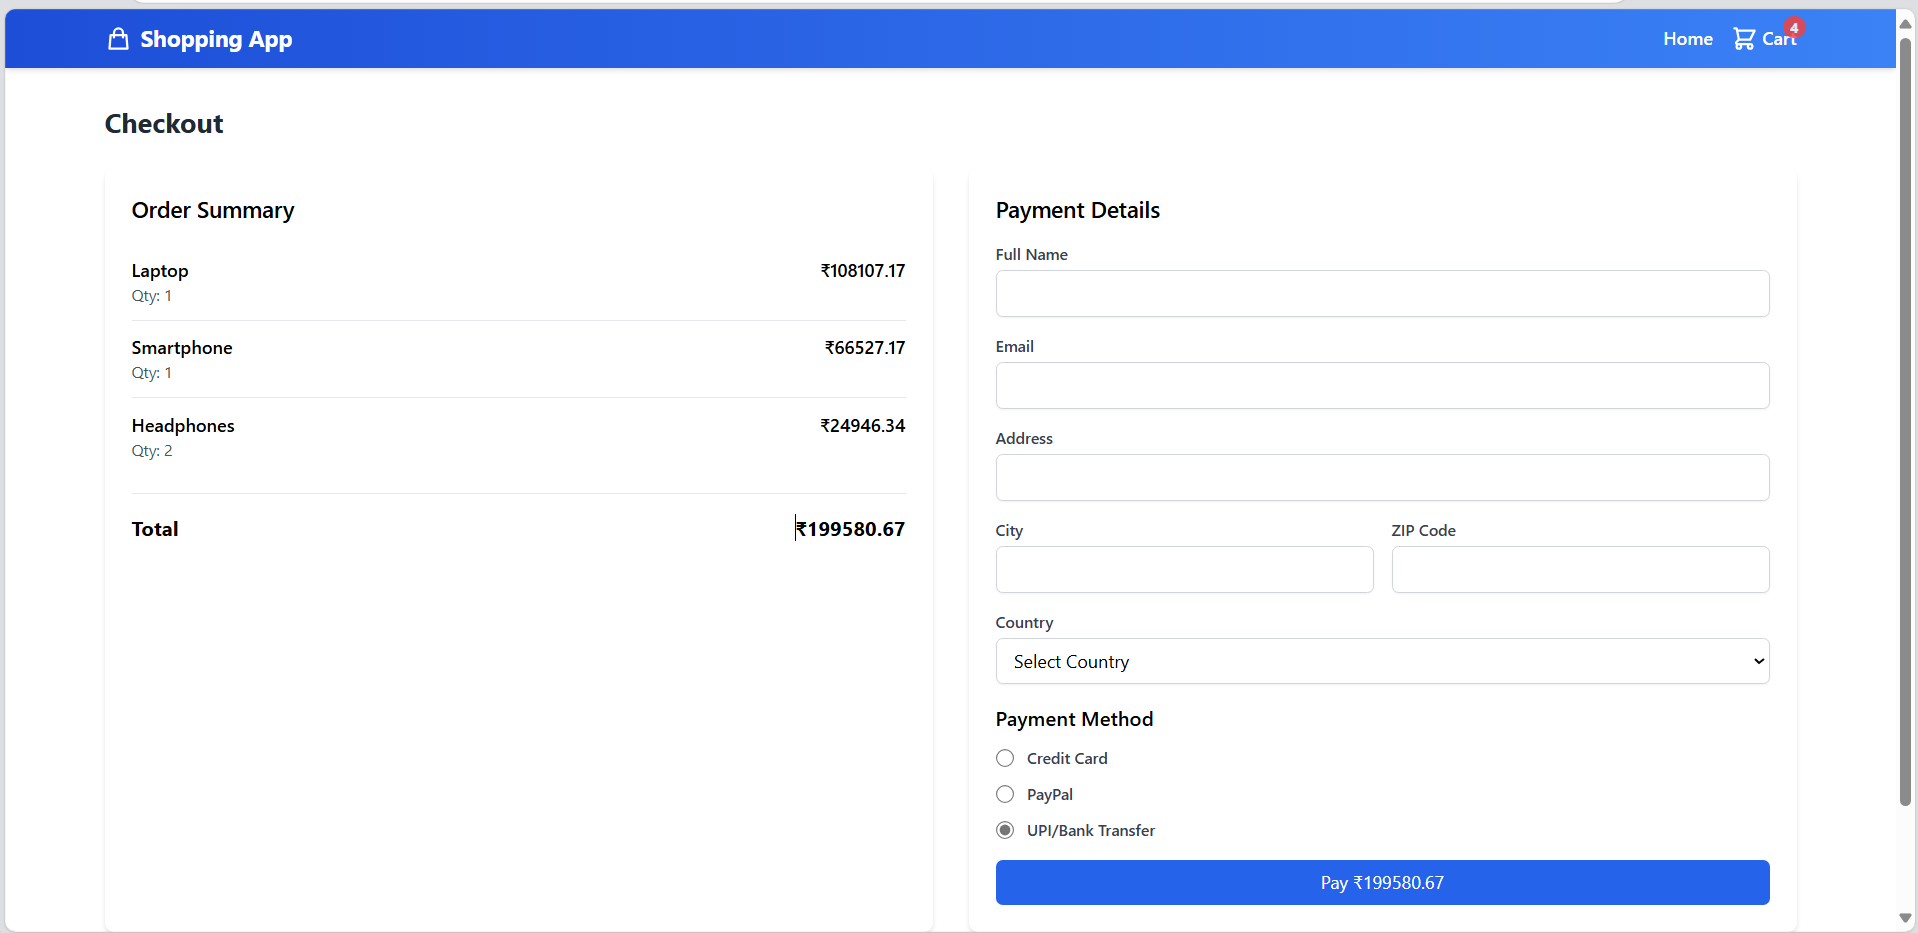 Shopping App
Home
Cart
4
Checkout
Order Summary
Laptop
₹108107.17
Qty: 1
Smartphone
₹66527.17
Qty: 1
Headphones
₹24946.34
Qty: 2
Total
₹199580.67
Payment Details
Full Name
Email
Address
City
ZIP Code
Country
Select Country
Payment Method
Credit Card
PayPal
UPI/Bank Transfer
Pay ₹199580.67